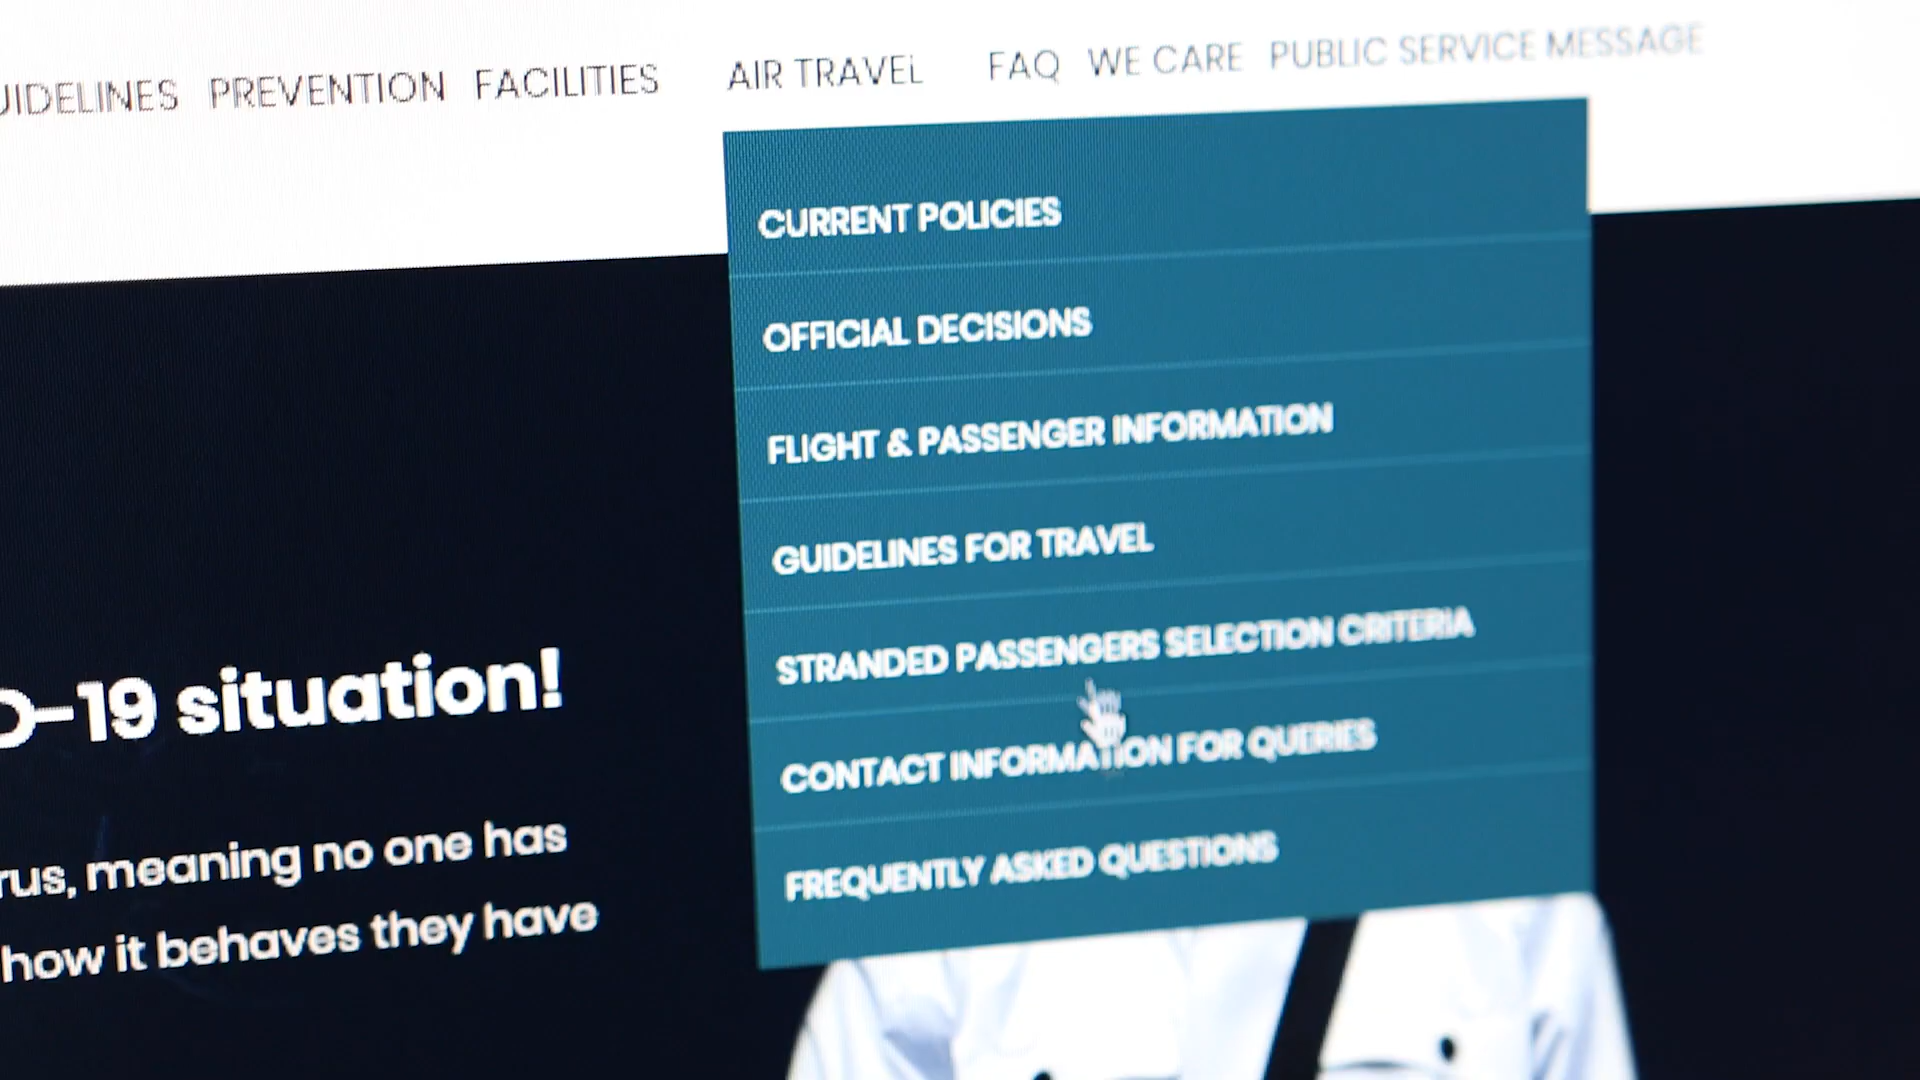 UIDELINES PREVENTION FACILITIES AIR TRAVEL FAQ WE CARE PUBLIC SERVICE MESSAGE
CURRENT POLICIES
OFFICIAL DECISIONS
FLIGHT & PASSENGER INFORMATION
GUIDELINES FOR TRAVEL
STRANDED PASSENGERS SELECTION CRITERIA
CONTACT INFORMATION FOR QUERIES
FREQUENTLY ASKED QUESTIONS
D-19 situation!
rus, meaning no one has
how it behaves they have